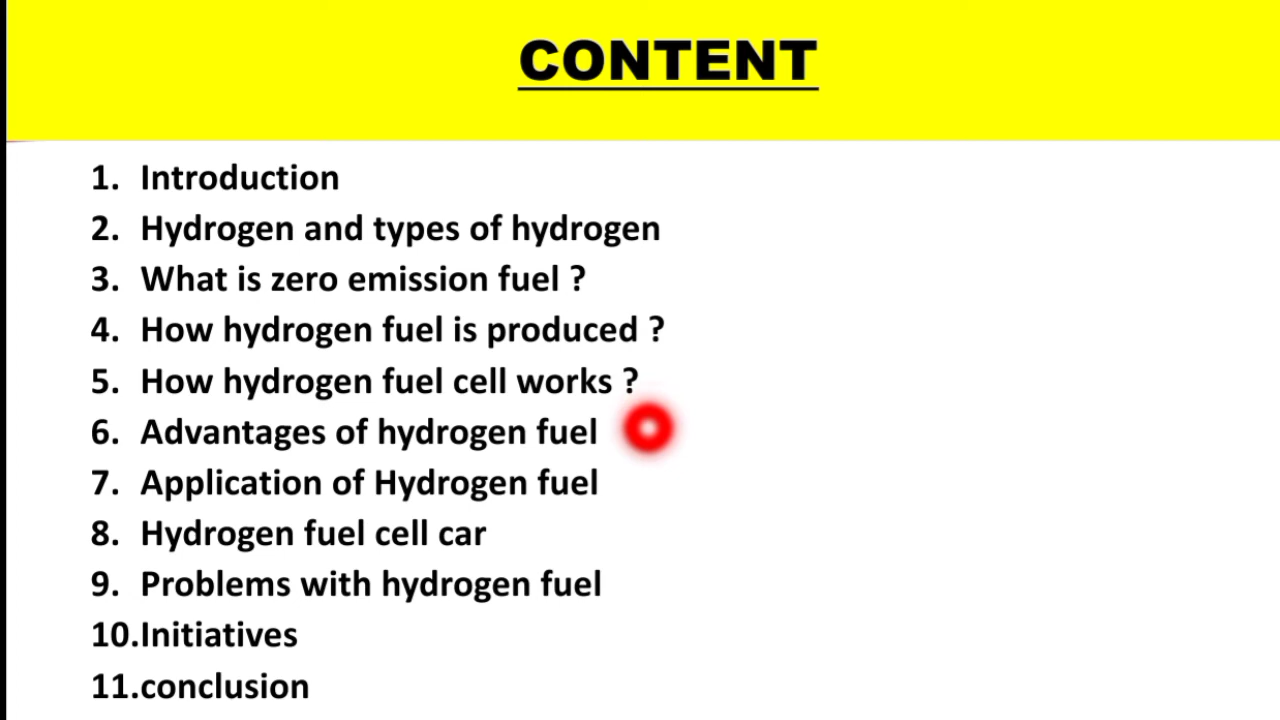 CONTENT
1. Introduction
2. Hydrogen and types of hydrogen
3. What is zero emission fuel ?
4. How hydrogen fuel is produced ?
5. How hydrogen fuel cell works ?
6. Advantages of hydrogen fuel
7. Application of Hydrogen fuel
8. Hydrogen fuel cell car
9. Problems with hydrogen fuel
10.Initiatives
11.conclusion